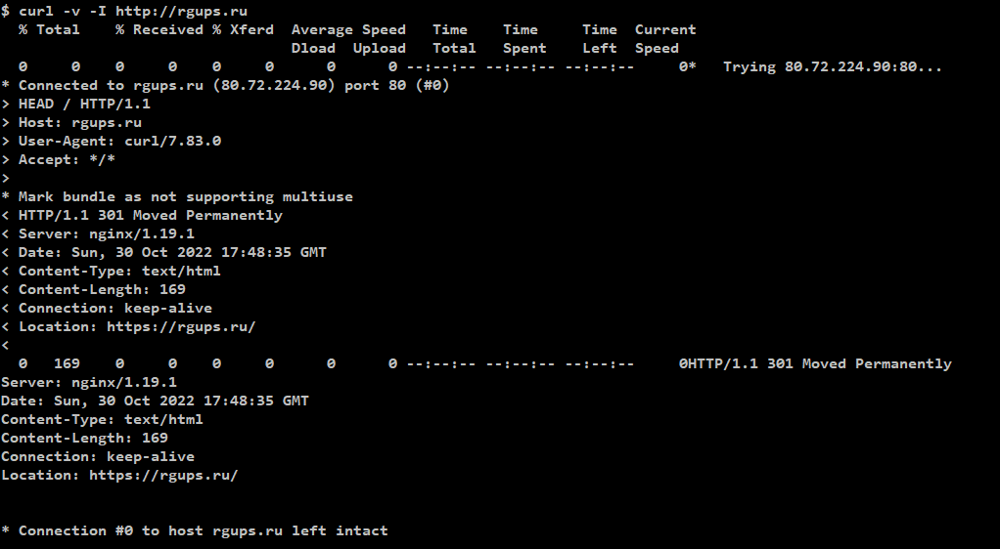 $ curl -v -I http://rgups.ru
  % Total    % Received % Xferd  Average Speed   Time    Time     Time  Current
                                 Dload  Upload   Total   Spent    Left  Speed
  0     0    0     0    0     0      0      0 --:--:-- --:--:-- --:--:--     0*   Trying 80.72.224.90:80...
* Connected to rgups.ru (80.72.224.90) port 80 (#0)
> HEAD / HTTP/1.1
> Host: rgups.ru
> User-Agent: curl/7.83.0
> Accept: */*
>
* Mark bundle as not supporting multiuse
< HTTP/1.1 301 Moved Permanently
< Server: nginx/1.19.1
< Date: Sun, 30 Oct 2022 17:48:35 GMT
< Content-Type: text/html
< Content-Length: 169
< Connection: keep-alive
< Location: https://rgups.ru/
<
  0   169    0     0    0     0      0      0 --:--:-- --:--:-- --:--:--     0HTTP/1.1 301 Moved Permanently
Server: nginx/1.19.1
Date: Sun, 30 Oct 2022 17:48:35 GMT
Content-Type: text/html
Content-Length: 169
Connection: keep-alive
Location: https://rgups.ru/
* Connection #0 to host rgups.ru left intact